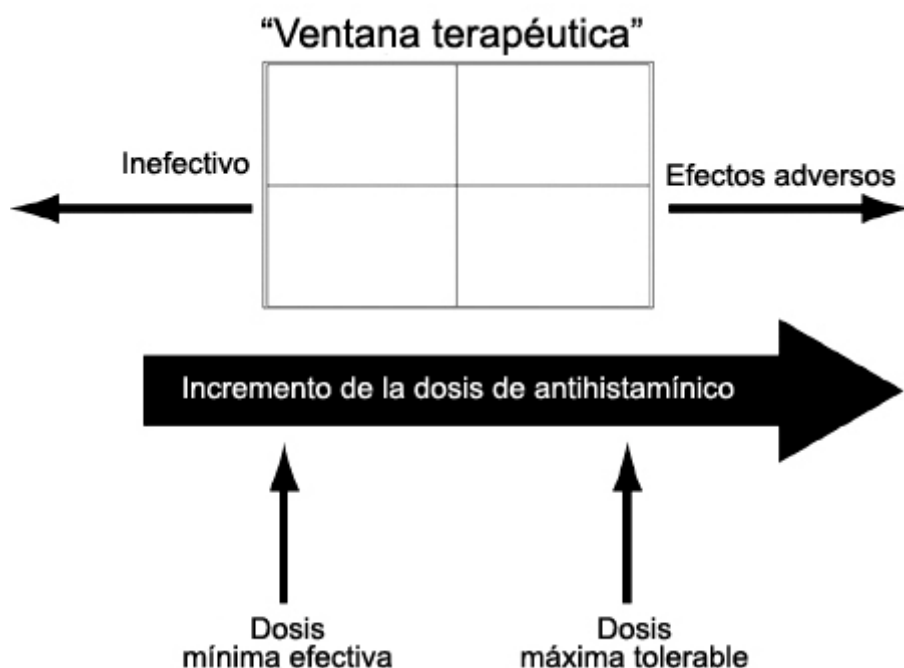 “Ventana terapéutica”
Inefectivo
Efectos adversos
Incremento de la dosis de antihistamínico
Dosis
mínima efectiva
Dosis
máxima tolerable